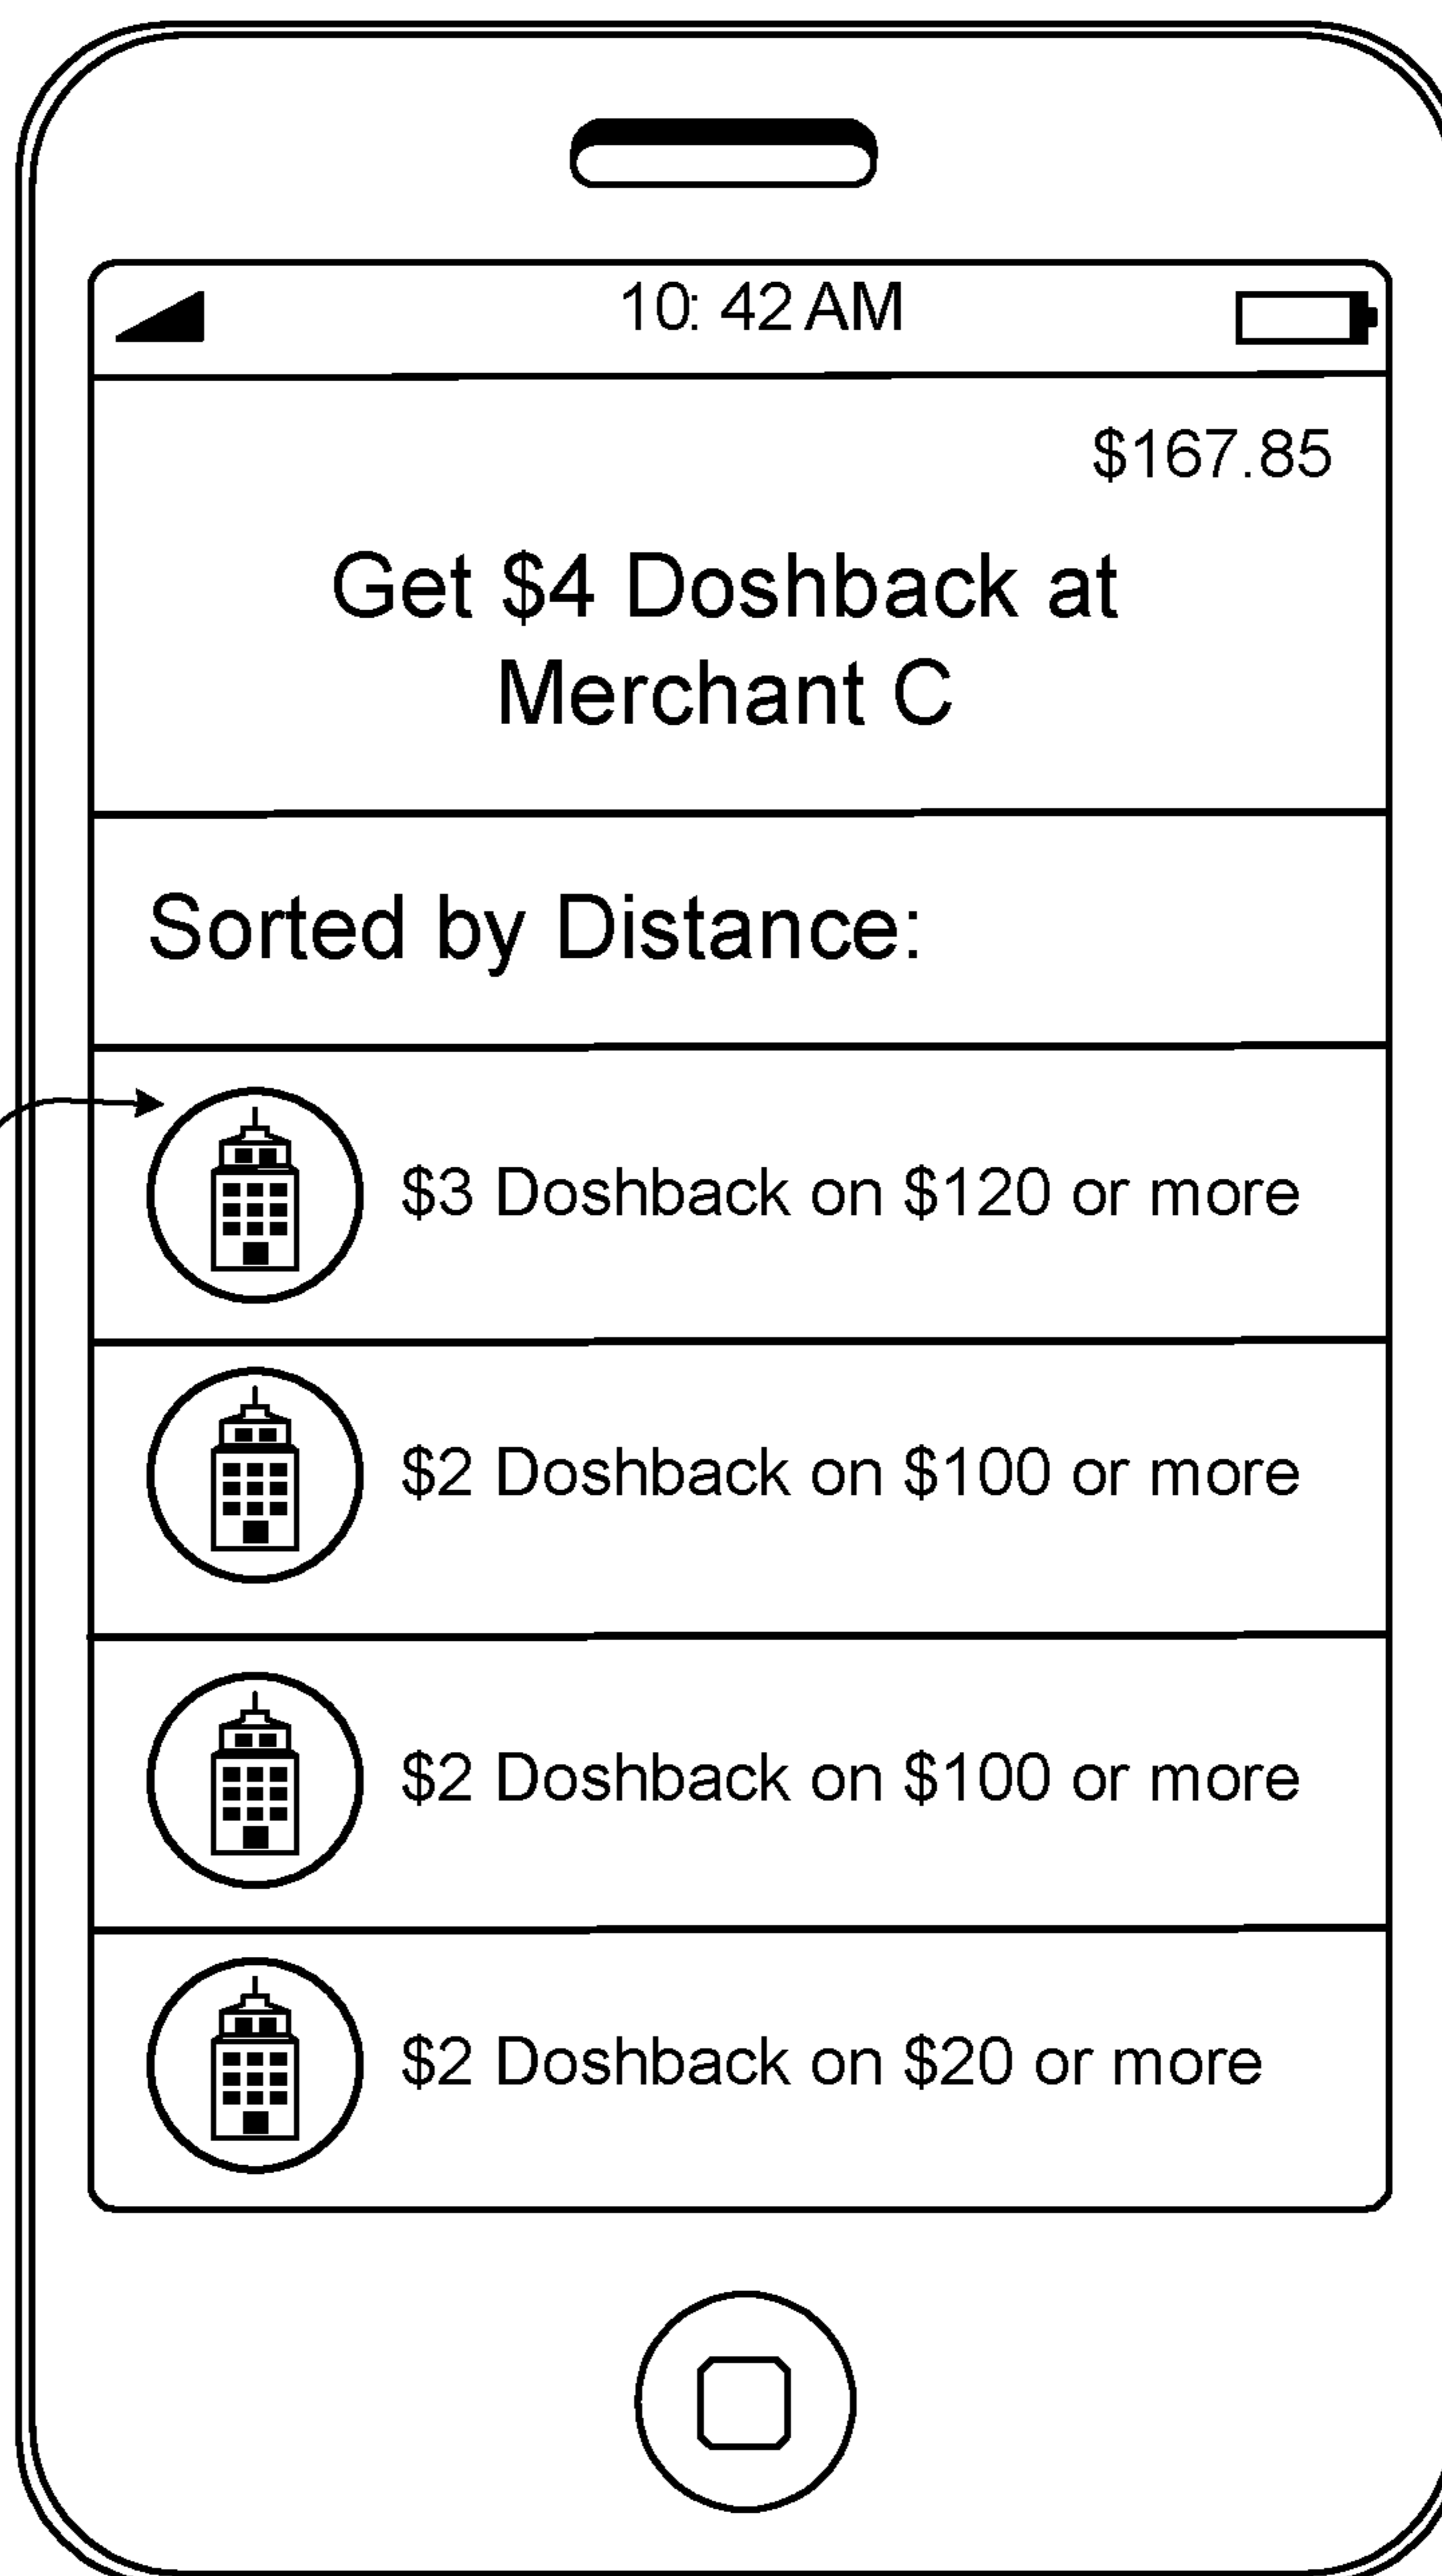 10: 42 AM
$167.85
Get $4 Doshback at
Merchant C
Sorted by Distance:
$3 Doshback on $120 or more
$2 Doshback on $100 or more
$2 Doshback on $100 or more
$2 Doshback on $20 or more